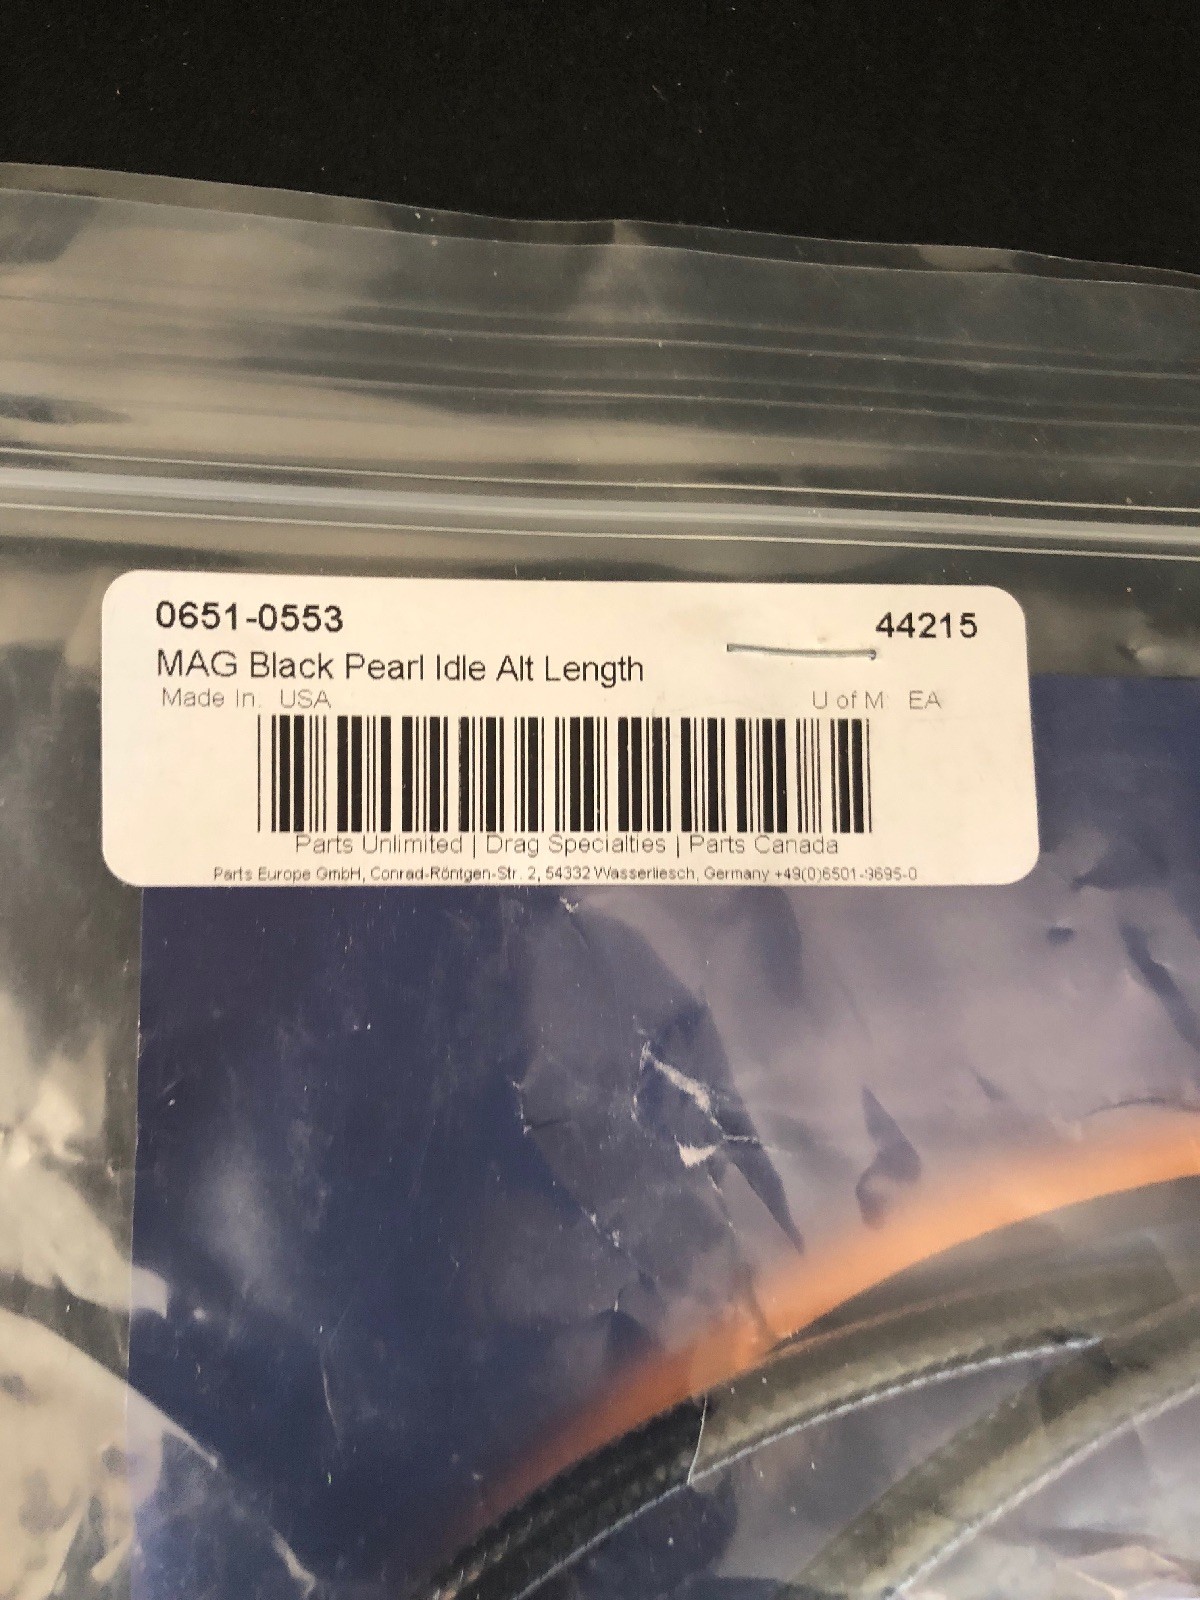 0651-0553 44215
MAG Black Pearl Idle Alt Length
Made In: USA U of M EA
Parts Unlimited | Drag Specialties | Parts Canada
Parts Europe GmbH, Conrad-Röntgen-Str. 2, 54332 Wasserliesch, Germany +49(0)6501-9695-0